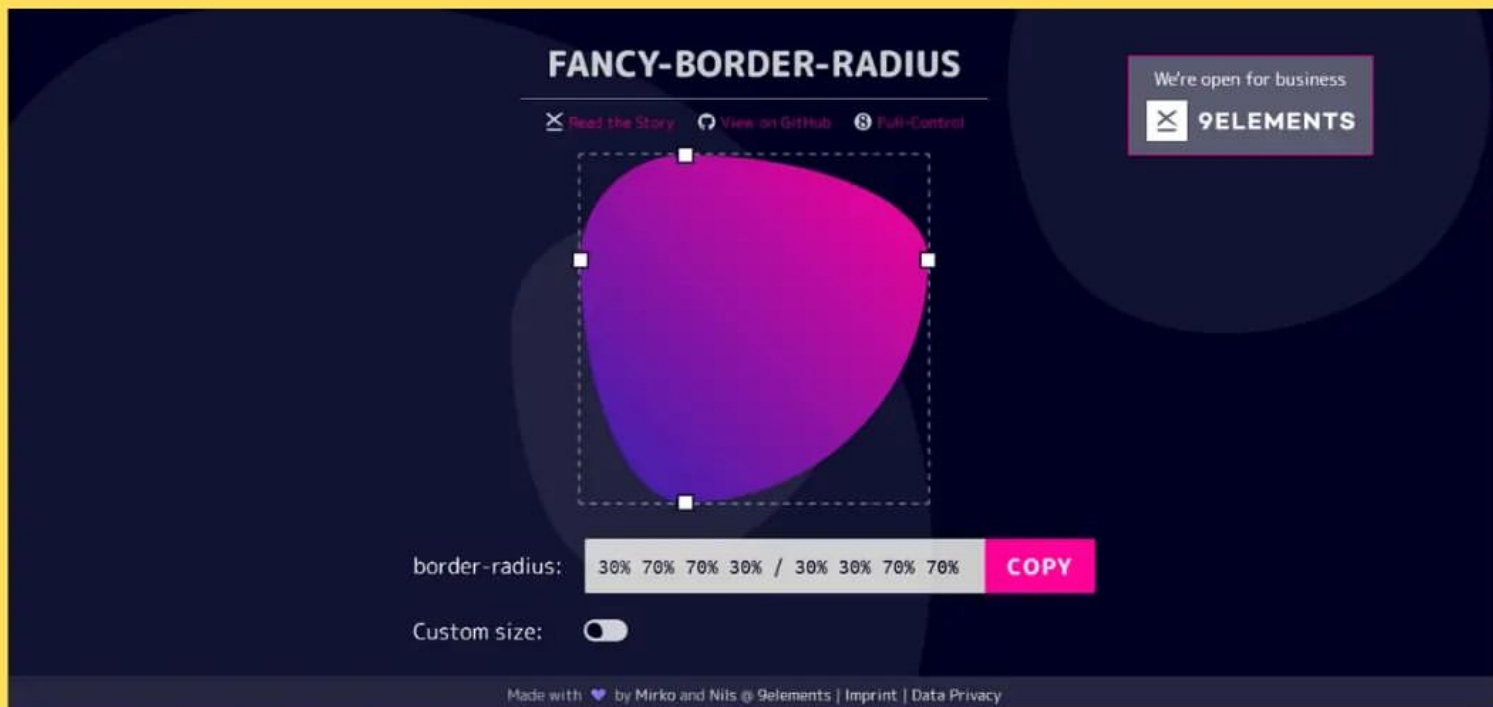 FANCY-BORDER-RADIUS
Read the Story View on GitHub Full-Control
We're open for business
9ELEMENTS
border-radius: 30% 70% 70% 30% / 30% 30% 70% 70% COPY
Custom size:
Made with 💜 by Mirko and Nils @ 9elements | Imprint | Data Privacy